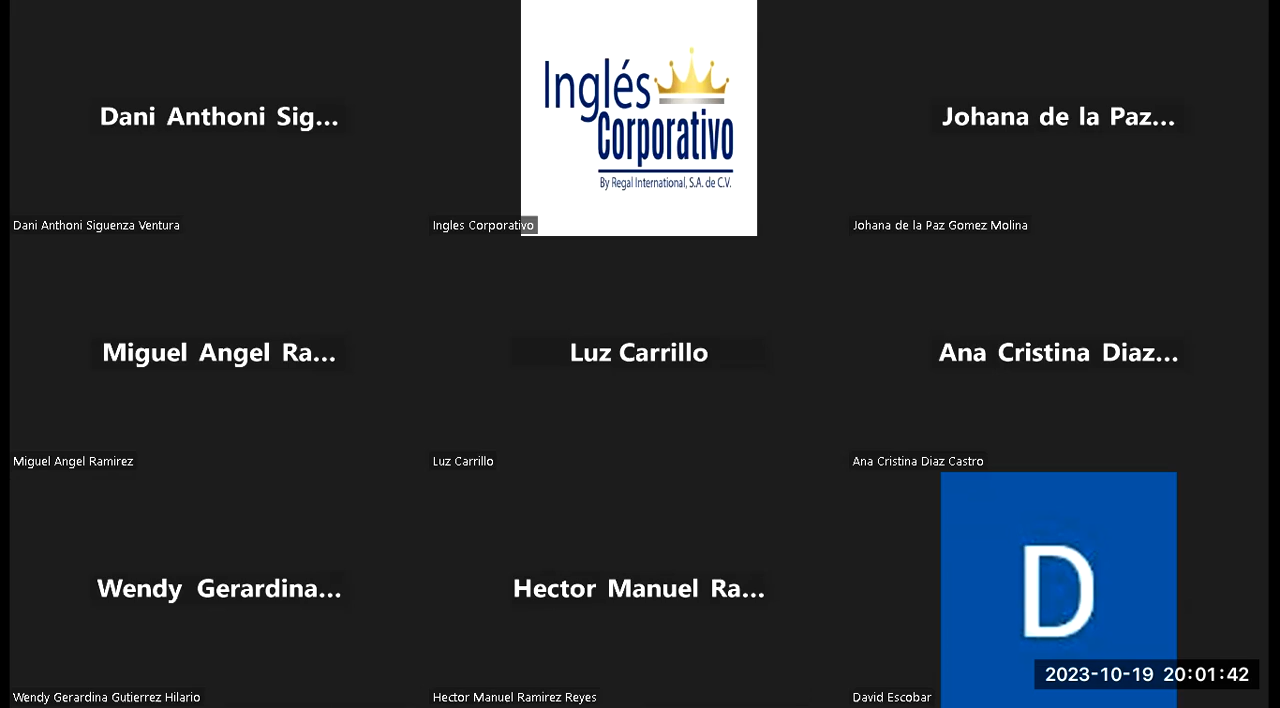 Dani Anthoni Sig...
Dani Anthoni Siguenza Ventura
Inglés
Corporativo
By Regal International, S.A. de C.V.
Ingles Corporativo
Johana de la Paz...
Johana de la Paz Gomez Molina
Miguel Angel Ra...
Miguel Angel Ramirez
Luz Carrillo
Luz Carrillo
Ana Cristina Diaz...
Ana Cristina Diaz Castro
Wendy Gerardina...
Wendy Gerardina Gutierrez Hilario
Hector Manuel Ra...
Hector Manuel Ramirez Reyes
D
David Escobar
2023-10-19 20:01:42